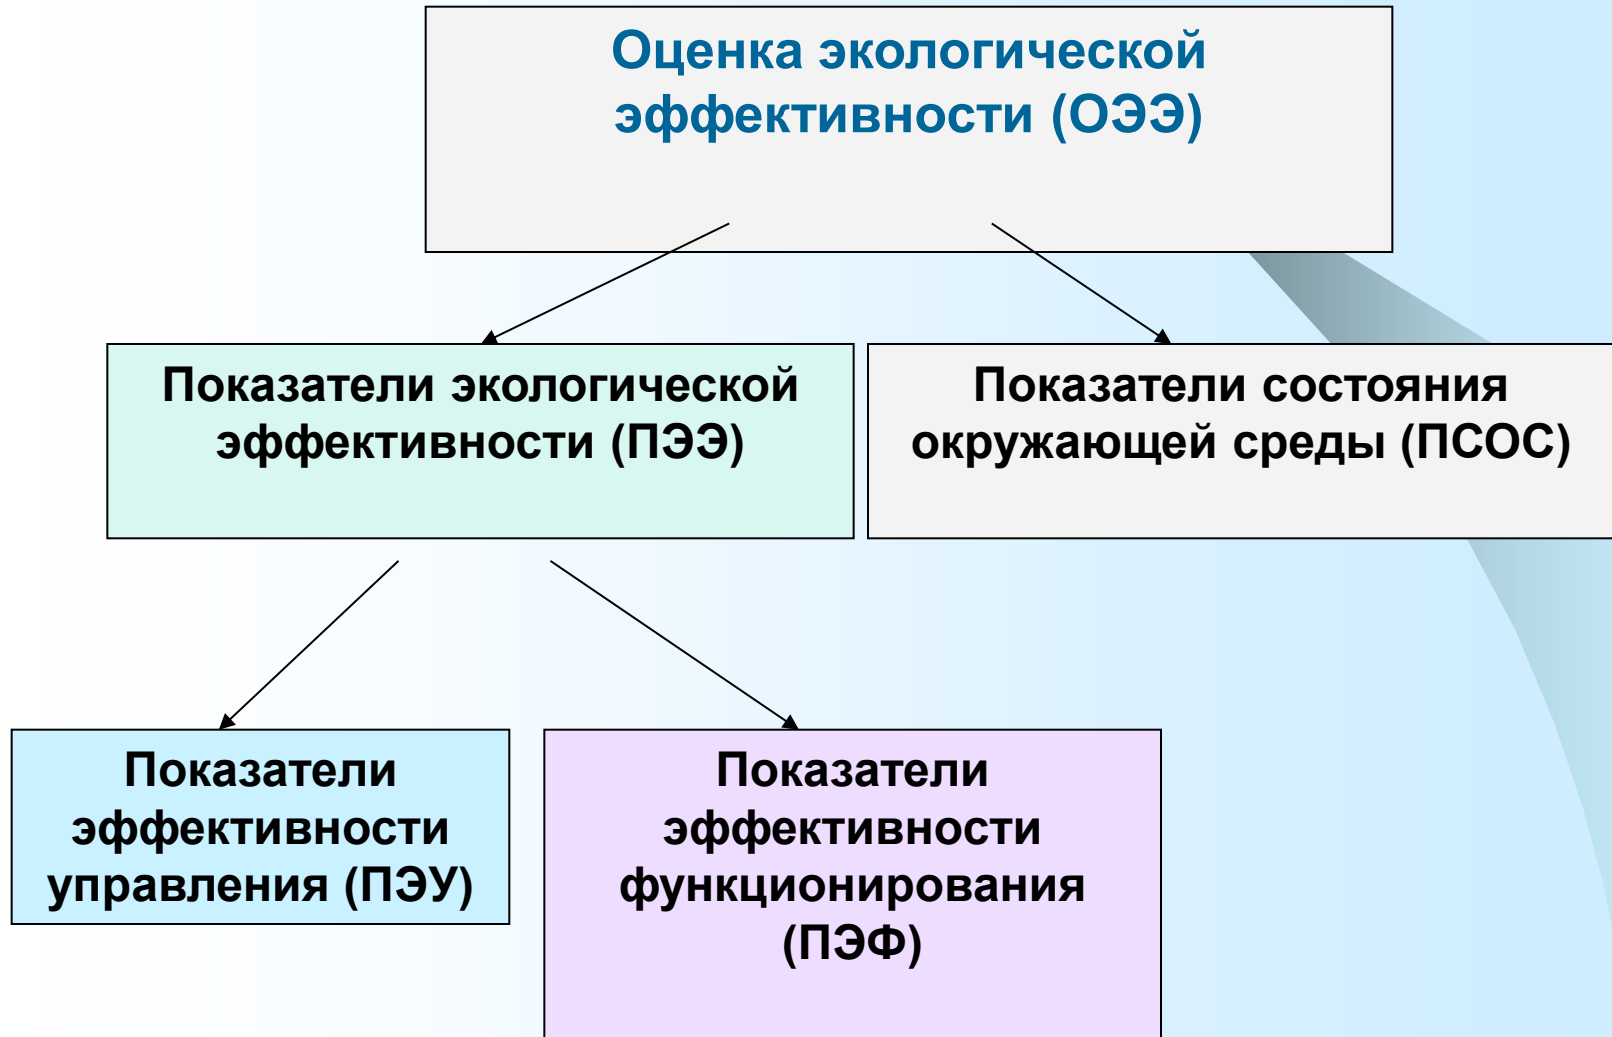 Оценка экологической
эффективности (ОЭЭ)
Показатели экологической
эффективности (ПЭЭ)
Показатели состояния
окружающей среды (ПСОС)
Показатели
эффективности
управления (ПЭУ)
Показатели
эффективности
функционирования
(ПЭФ)